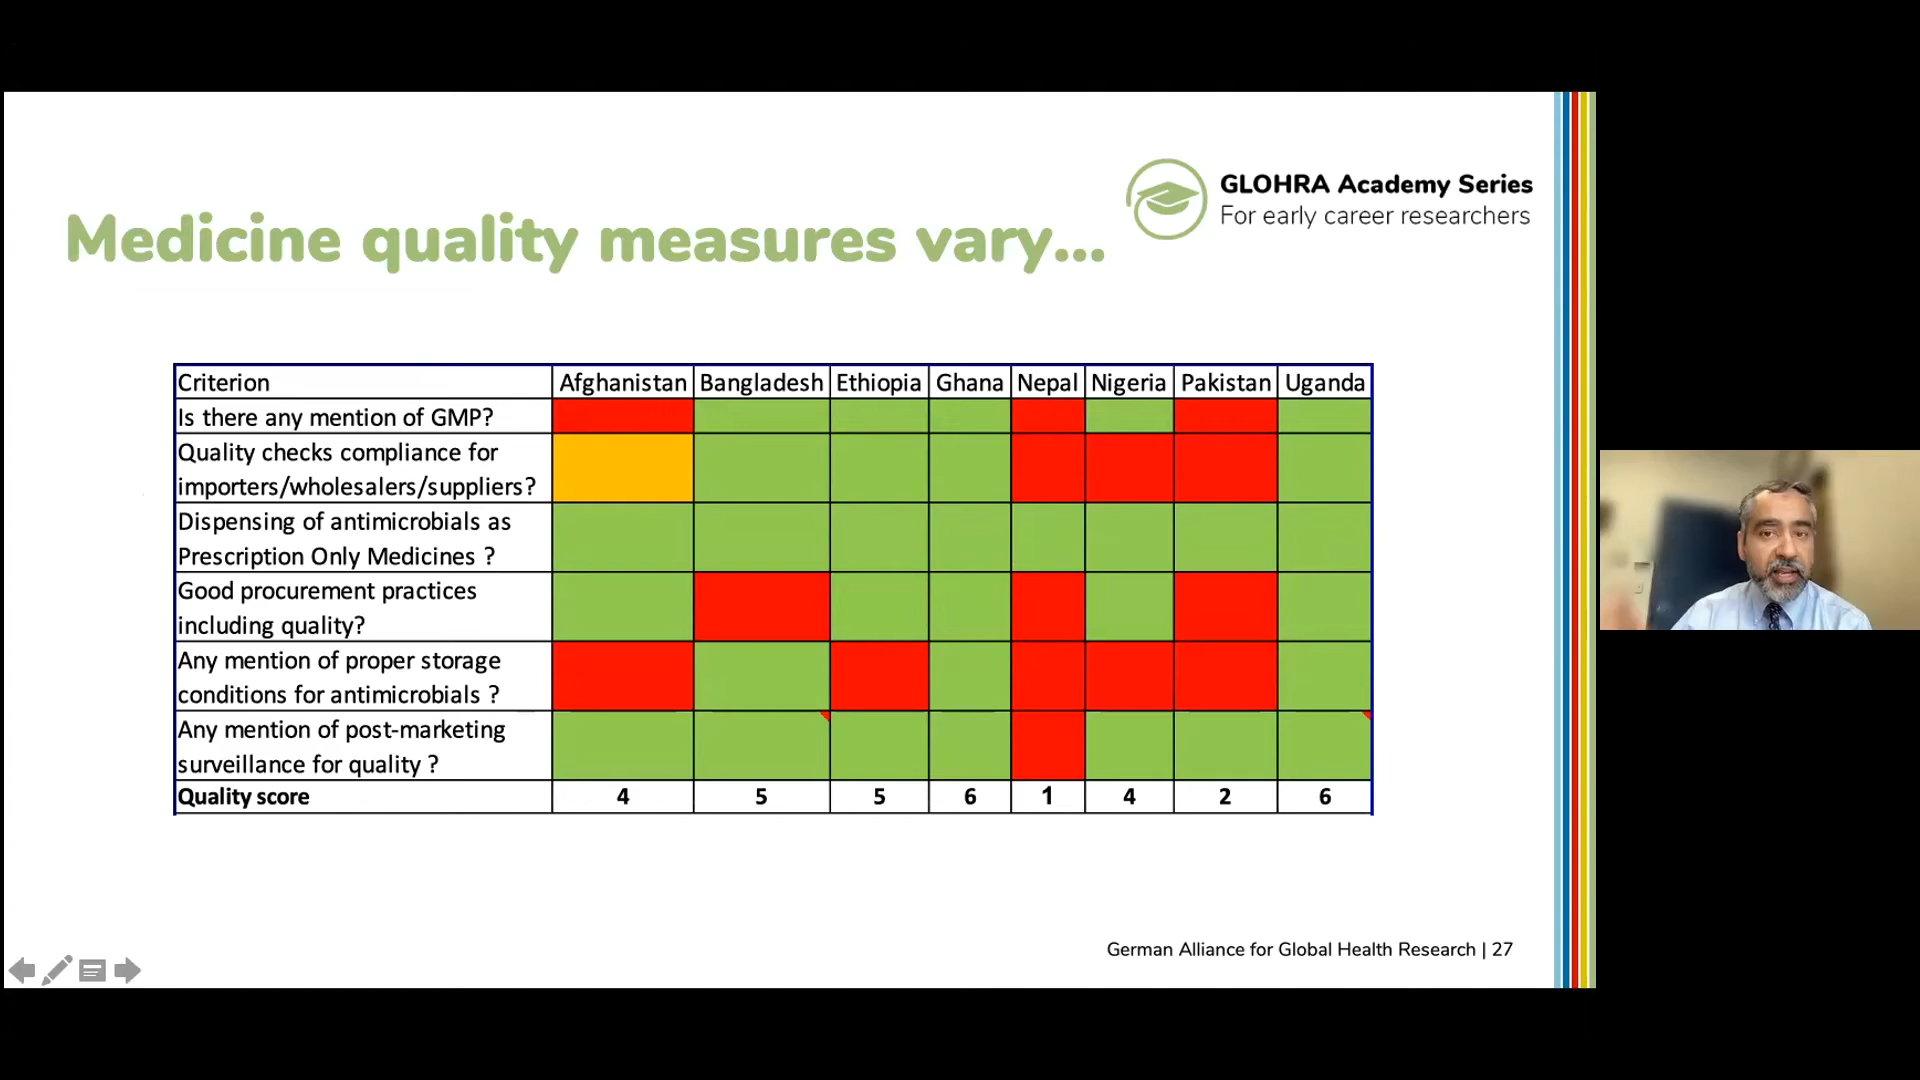 GLOHRA Academy Series
For early career researchers
Medicine quality measures vary...
Criterion Afghanistan Bangladesh Ethiopia Ghana Nepal Nigeria Pakistan Uganda
Is there any mention of GMP?
Quality checks compliance for
importers/wholesalers/suppliers?
Dispensing of antimicrobials as
Prescription Only Medicines ?
Good procurement practices
including quality?
Any mention of proper storage
conditions for antimicrobials ?
Any mention of post-marketing
surveillance for quality ?
Quality score 4 5 5 6 1 4 2 6
German Alliance for Global Health Research | 27